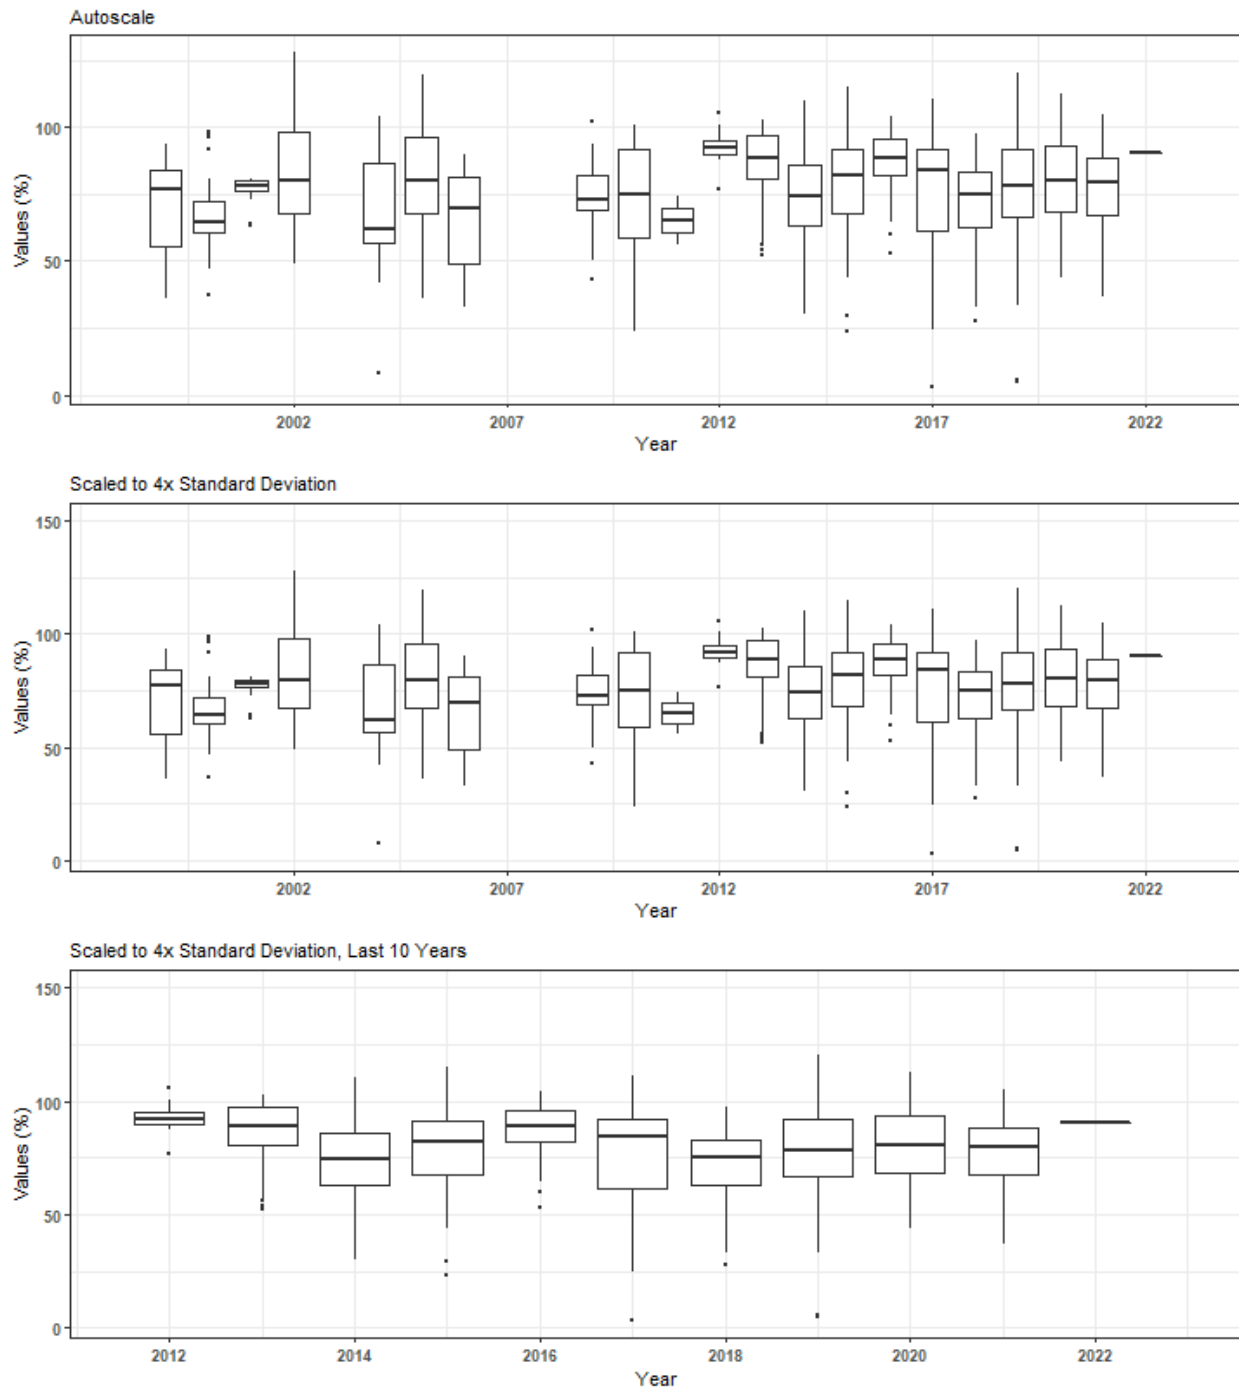 Autoscale
100
50
0
Values (%)
2002 2007 2012 2017 2022
Year
Scaled to 4x Standard Deviation
150
100
50
0
Values (%)
2002 2007 2012 2017 2022
Year
Scaled to 4x Standard Deviation, Last 10 Years
150
100
50
0
Values (%)
2012 2014 2016 2018 2020 2022
Year